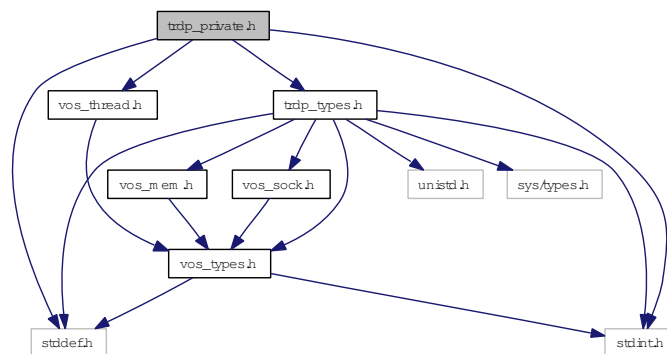 trdp_private.h
vos_thread.h
trdp_types.h
vos_mem.h
vos_sock.h
unistd.h
sys/types.h
vos_types.h
stddef.h
stdint.h